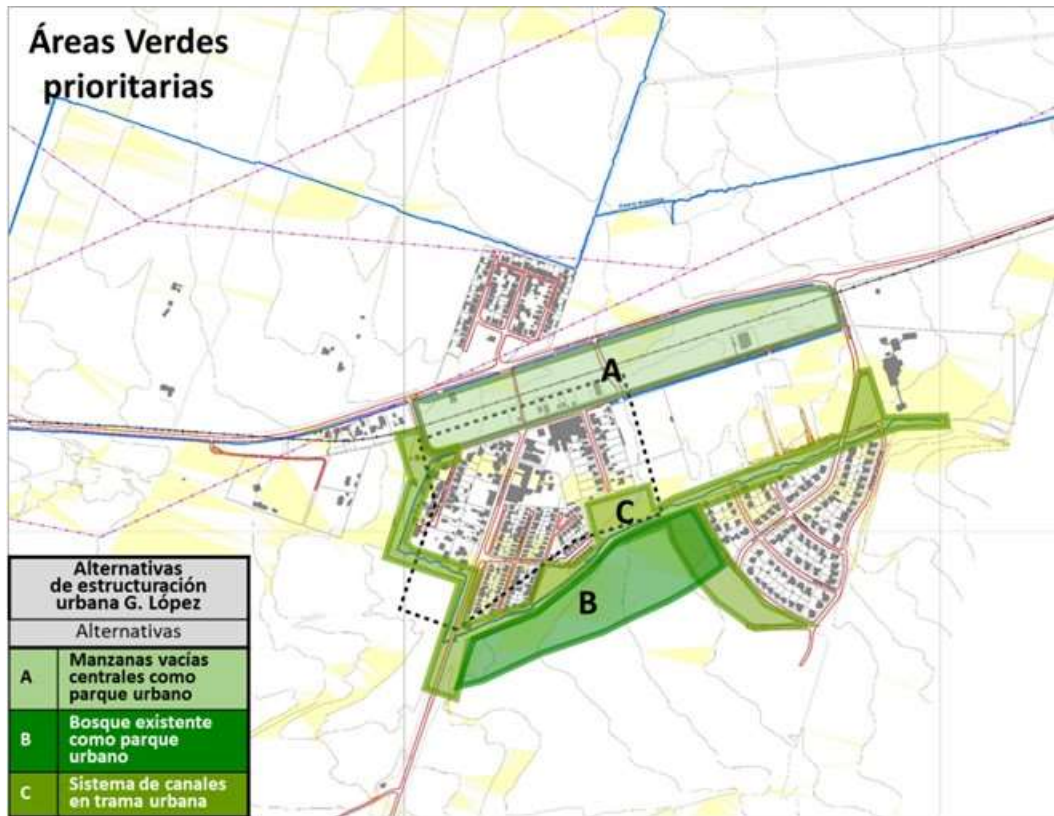 Áreas Verdes
prioritarias
A
C
B
Alternativas
de estructuración
urbana G. López
Alternativas
A
Manzanas vacías
centrales como
parque urbano
B
Bosque existente
como parque
urbano
C
Sistema de canales
en trama urbana